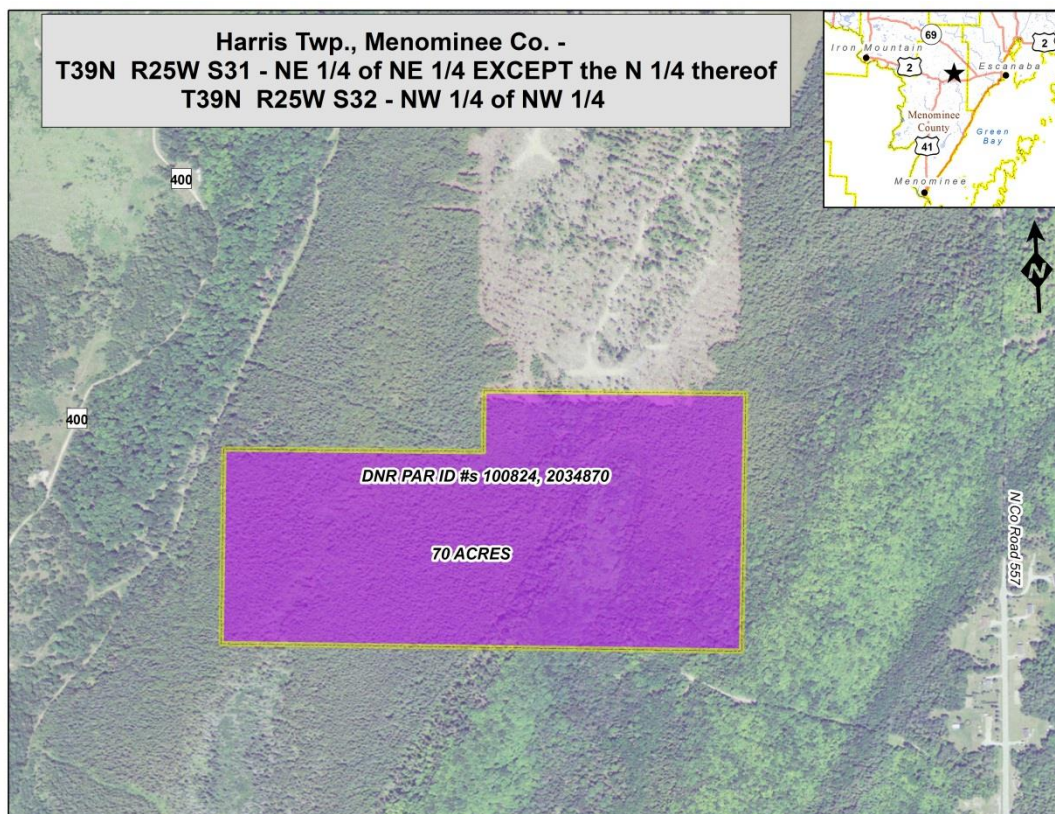 Harris Twp., Menominee Co. -
T39N R25W S31 - NE 1/4 of NE 1/4 EXCEPT the N 1/4 thereof
T39N R25W S32 - NW 1/4 of NW 1/4
69
2
Iron Mountain
2
Escanaba
Menominee
County
Green
Bay
41
Menominee
N
400
400
DNR PAR ID #s 100824, 2034870
70 ACRES
N Co Road 557